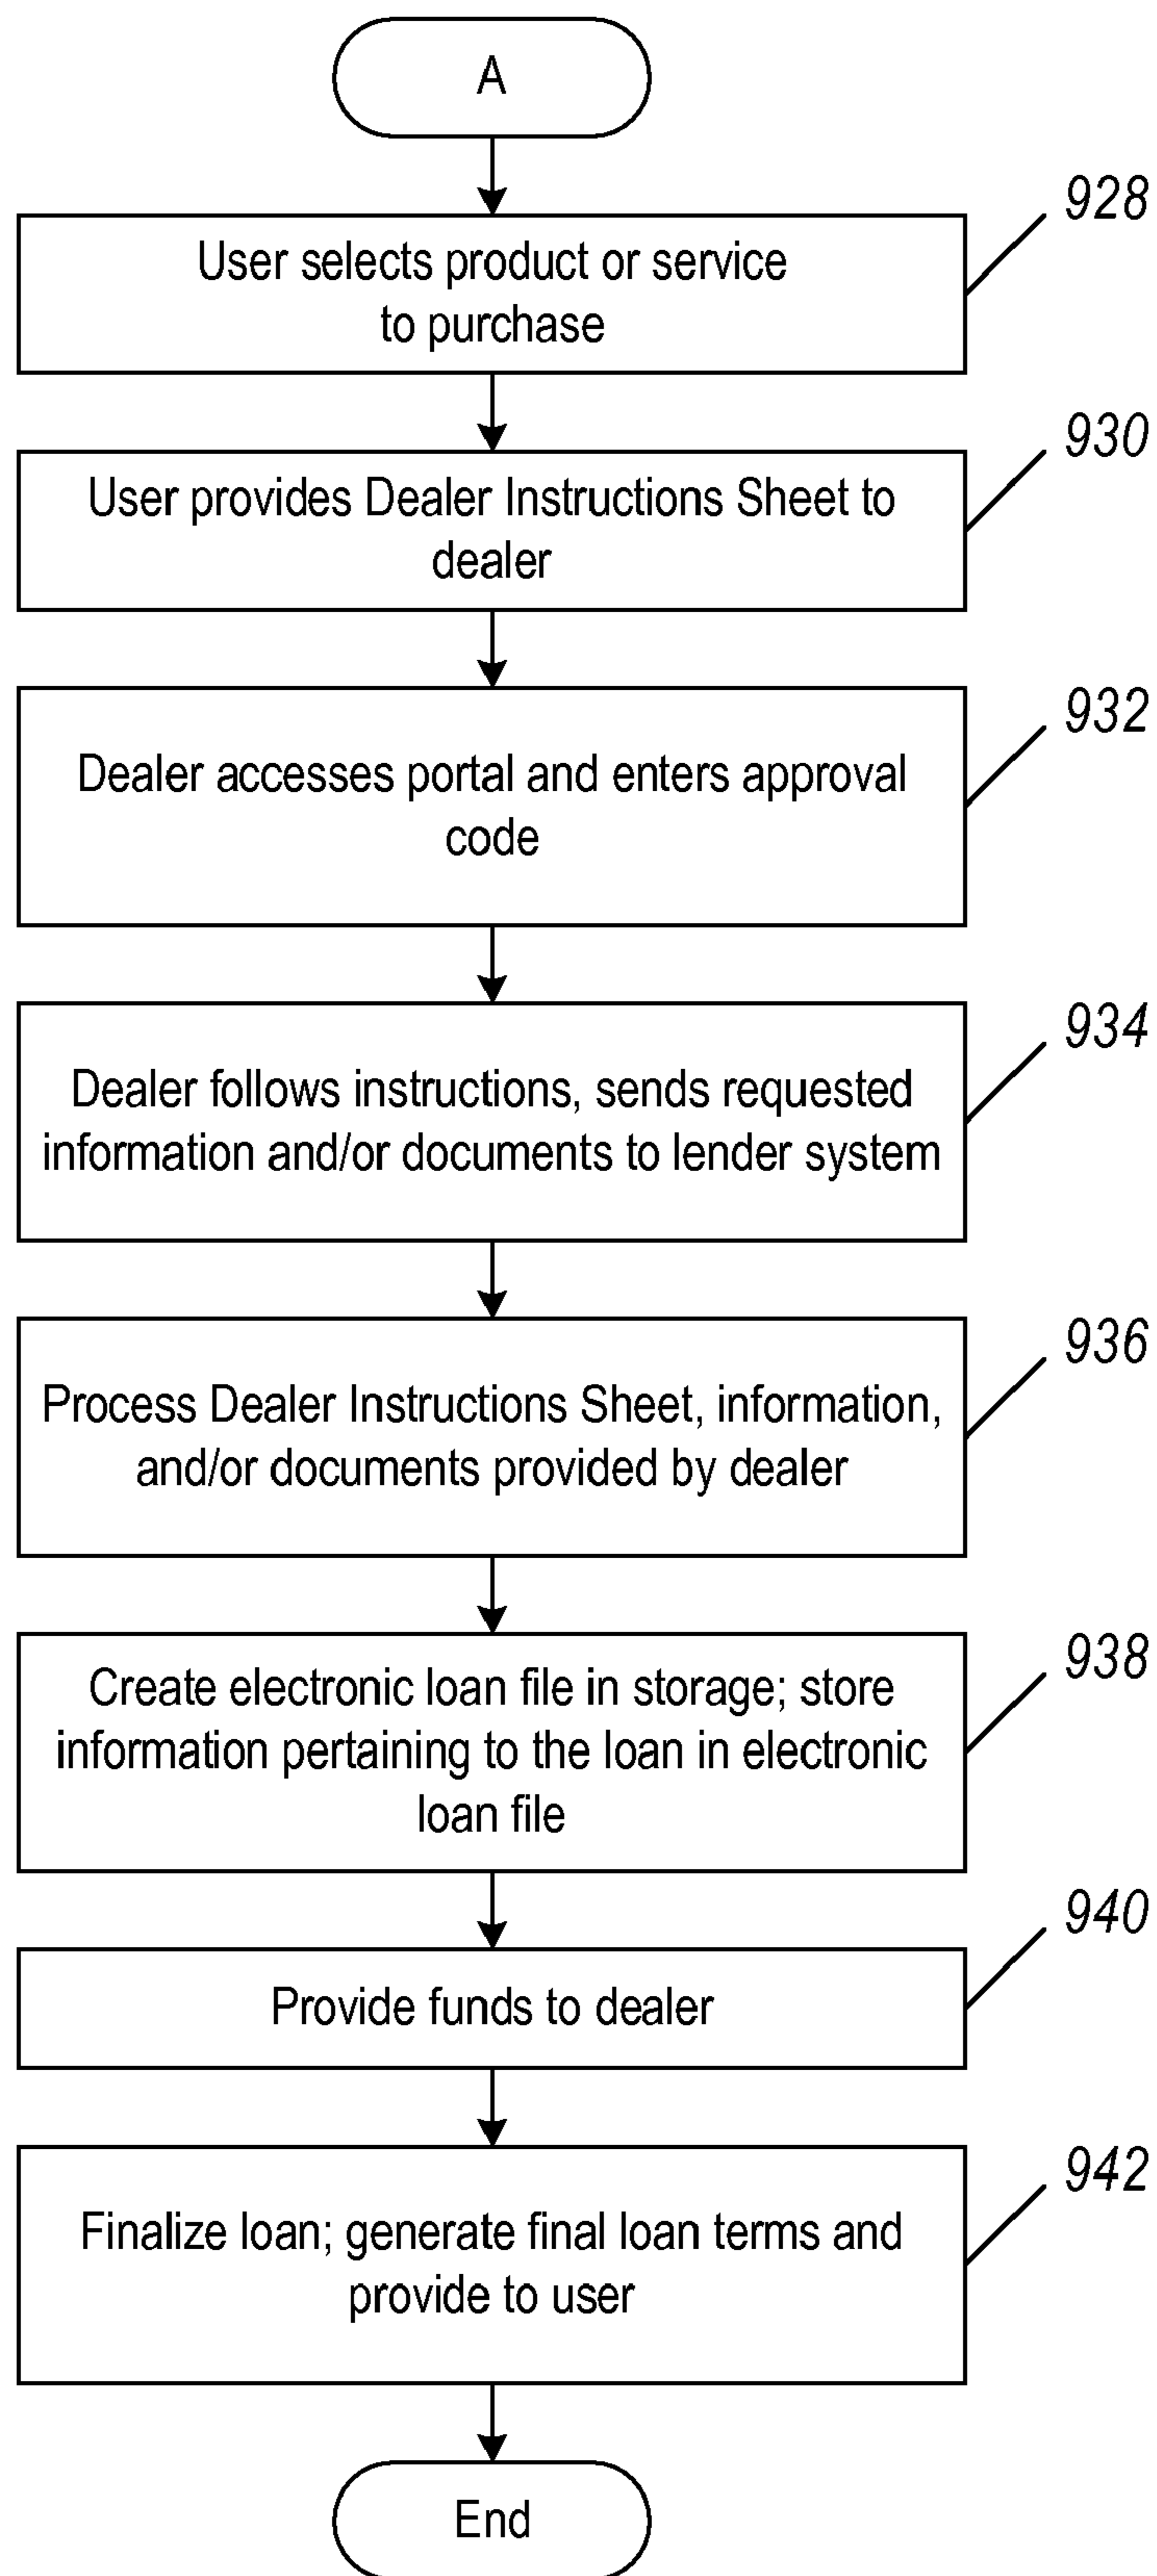 A
928
User selects product or service
to purchase
930
User provides Dealer Instructions Sheet to
dealer
932
Dealer accesses portal and enters approval
code
934
Dealer follows instructions, sends requested
information and/or documents to lender system
936
Process Dealer Instructions Sheet, information,
and/or documents provided by dealer
938
Create electronic loan file in storage; store
information pertaining to the loan in electronic
loan file
940
Provide funds to dealer
942
Finalize loan; generate final loan terms and
provide to user
End